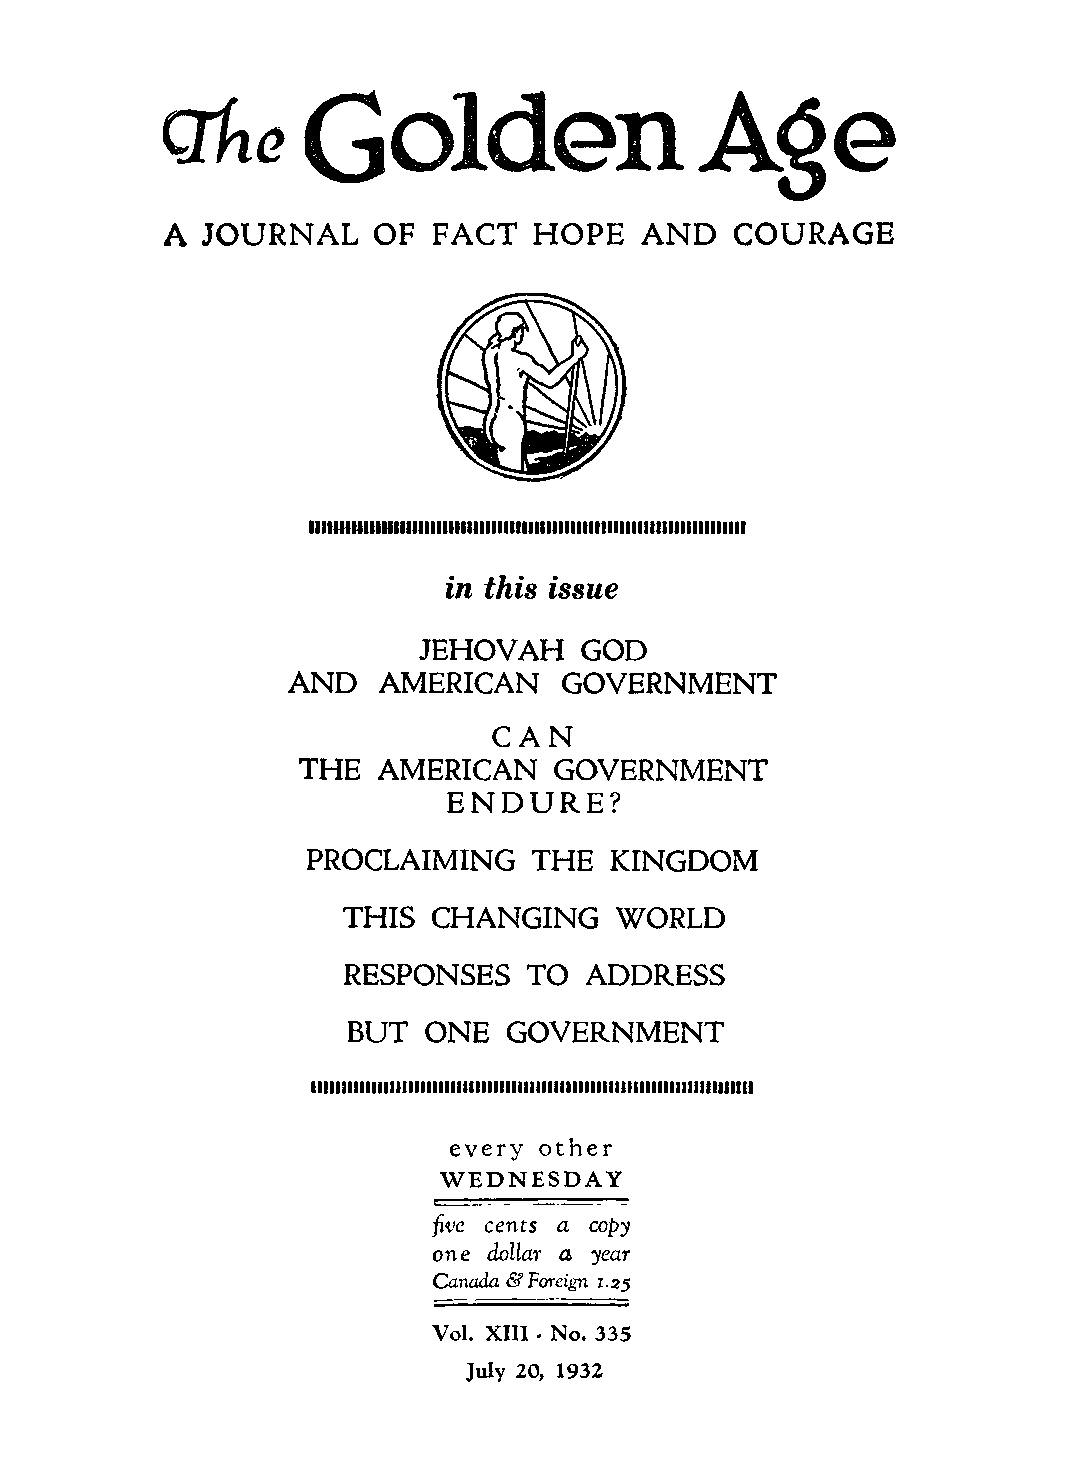 The Golden Age
A JOURNAL OF FACT HOPE AND COURAGE
in this issue
JEHOVAH GOD
AND AMERICAN GOVERNMENT
CAN
THE AMERICAN GOVERNMENT
ENDURE?
PROCLAIMING THE KINGDOM
THIS CHANGING WORLD
RESPONSES TO ADDRESS
BUT ONE GOVERNMENT
every other
WEDNESDAY
five cents a copy
one dollar a year
Canada & Foreign 1.25
Vol. XIII · No. 335
July 20, 1932